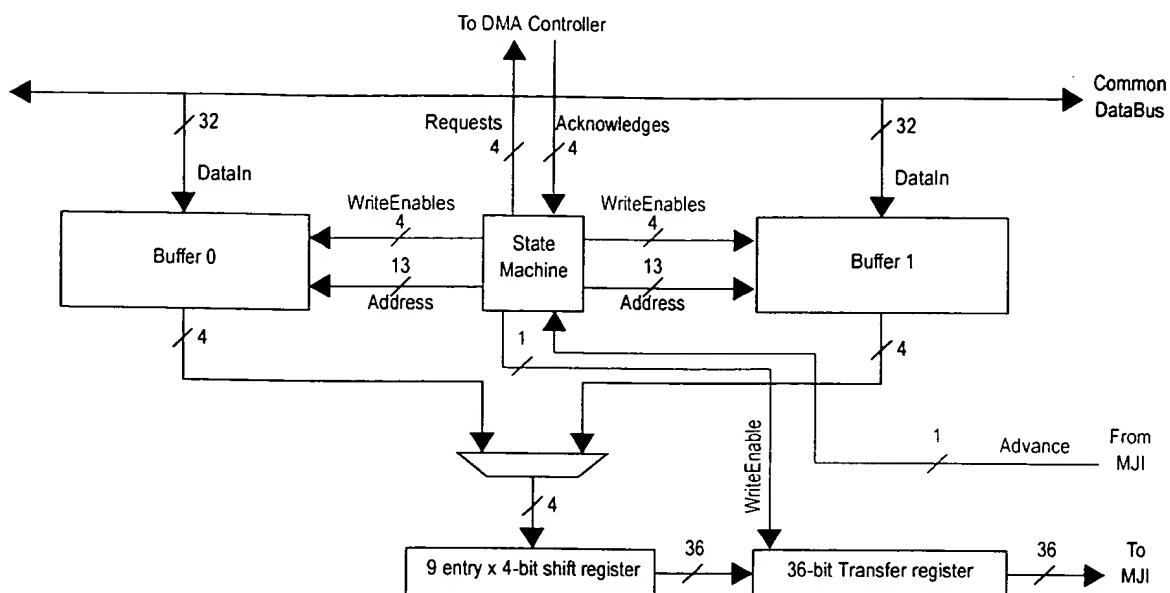 To DMA Controller
Common
DataBus
32
Requests
4
Acknowledges
4
32
DataIn
DataIn
WriteEnables
4
WriteEnables
4
Buffer 0
State
Machine
Buffer 1
13
Address
13
Address
4
1
4
WriteEnable
1
Advance
From
MJI
4
9 entry x 4-bit shift register
36
36-bit Transfer register
36
To
MJI